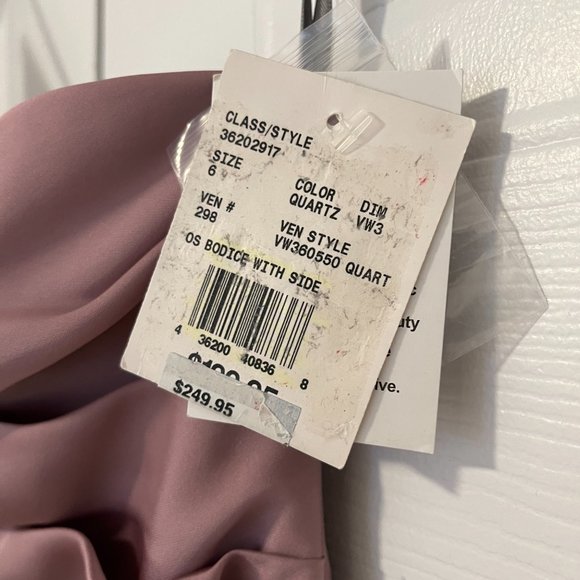 CLASS/STYLE
36202917
SIZE
6
COLOR DIM
QUARTZ VW3
VEN #
298
VEN STYLE
VW360550 QUART
OS BODICE WITH SIDE
4 36200 40836 8
$249.95